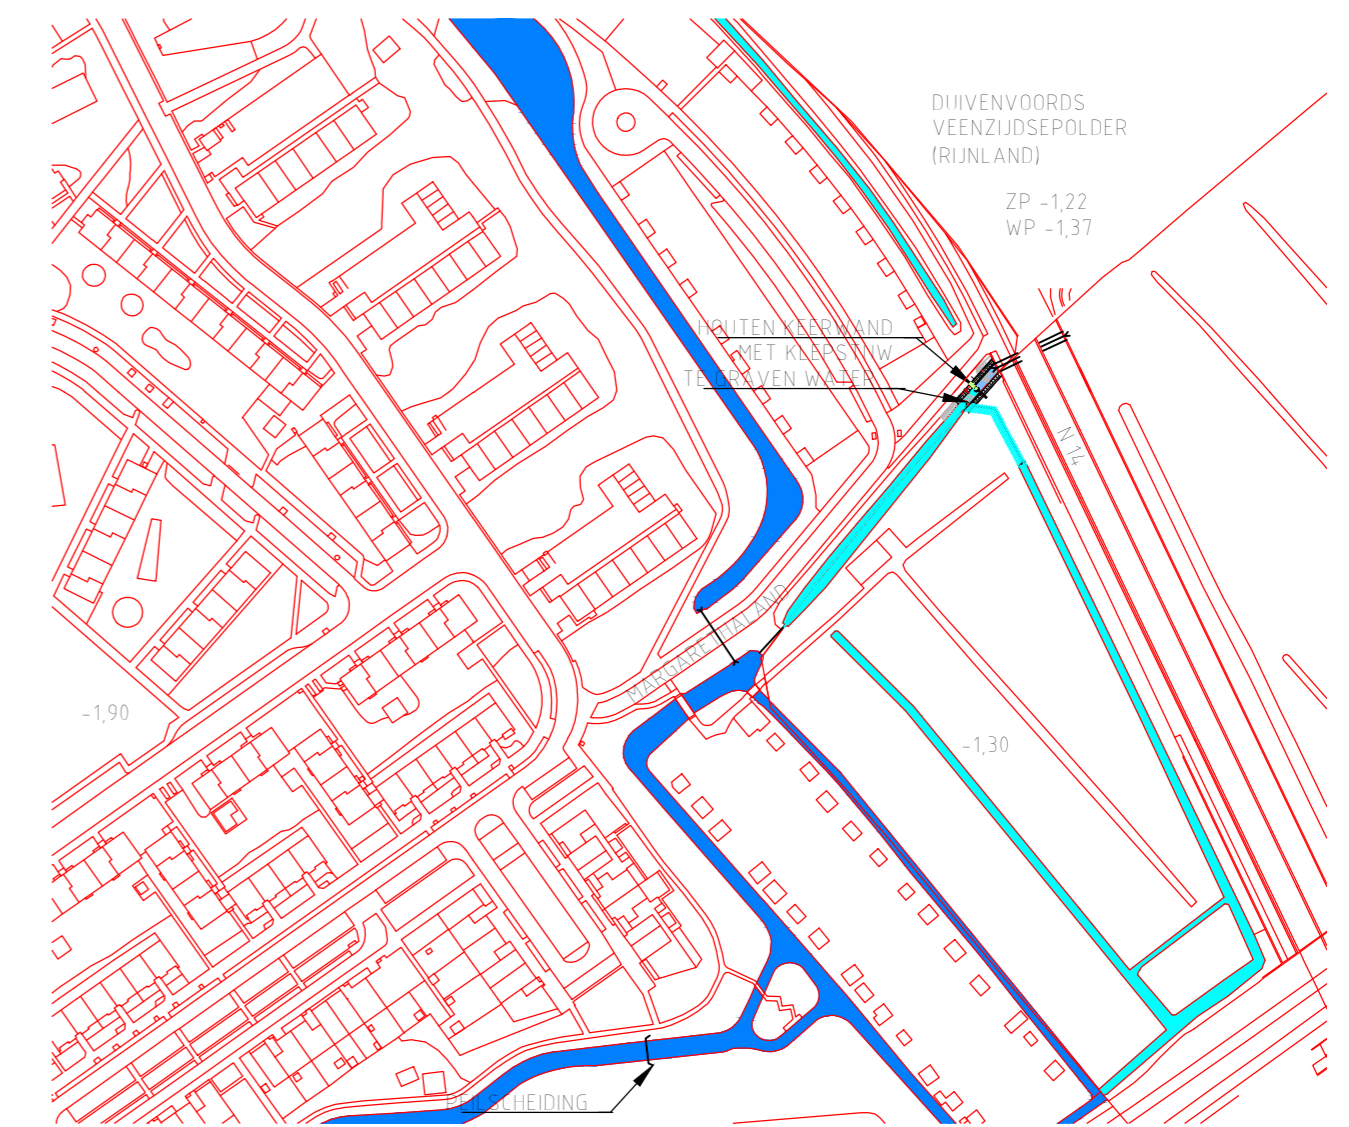 DUIVENVOORDS
VEENZIJDSEPOLDER
(RIJNLAND)
ZP -1,22
WP -1,37
HOUTEN KEERWAND
MET KLEPSTUW
TE GRAVEN WATER
N 14
MARGARETHALAND
-1,90
-1,30
PEILSCHEIDING